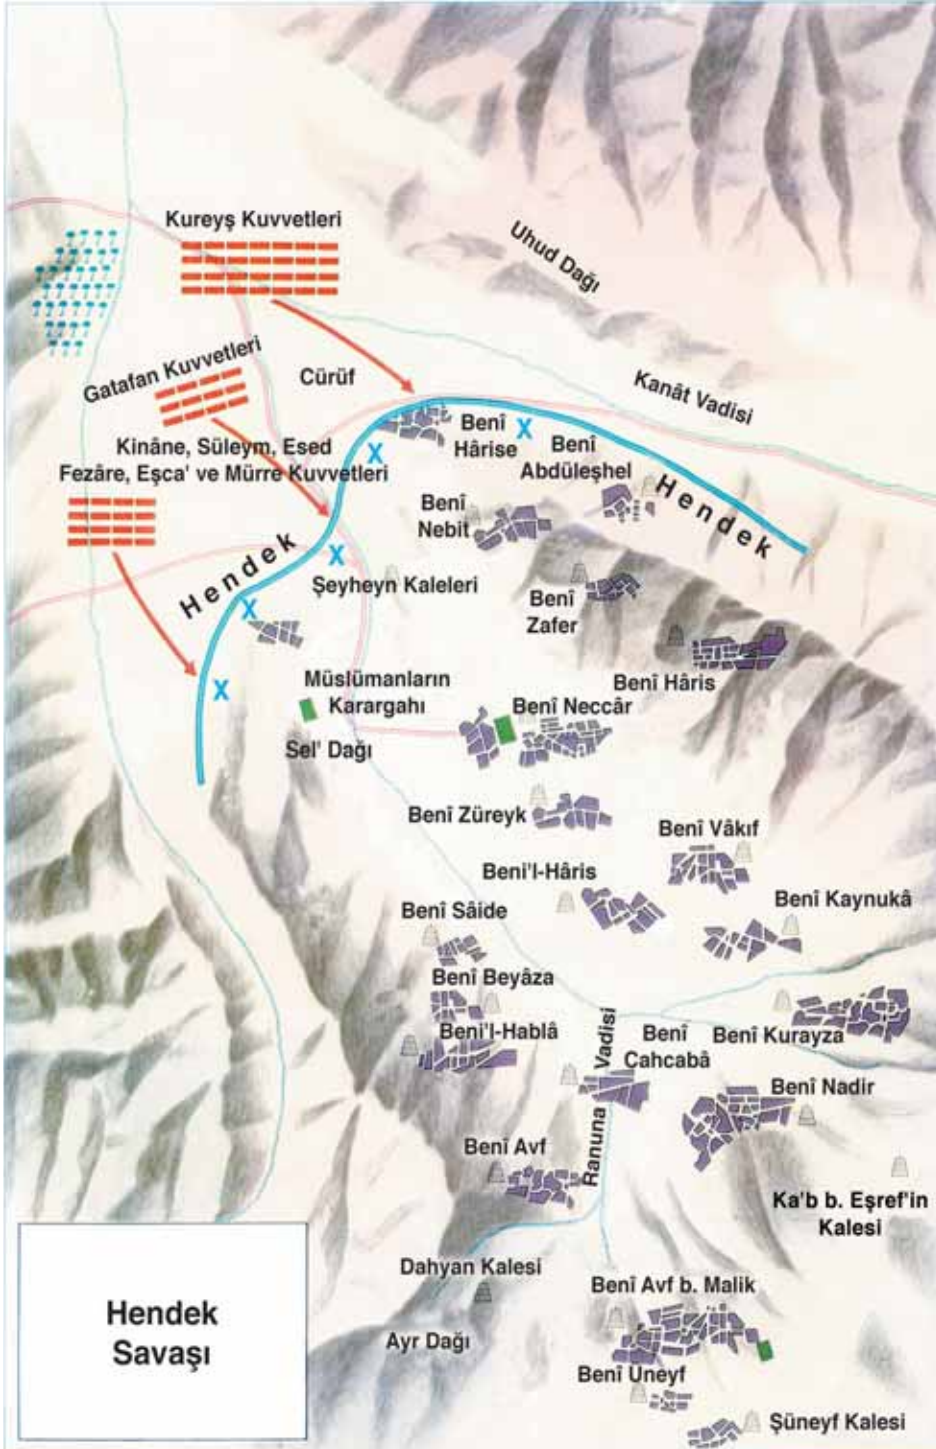 Kureyş Kuvvetleri
Uhud Dağı
Gatafan Kuvvetleri
Cürüf
Kanât Vadisi
Kinâne, Süleym, Esed
Fezâre, Eşca' ve Mürre Kuvvetleri
Benî
Hârise
Benî
Abdüleşhel
Hendek
Benî
Nebit
Hendek
Şeyheyn Kaleleri
Benî
Zafer
Müslümanların
Karargahı
Benî Hâris
Benî Neccâr
Sel' Dağı
Benî Züreyk
Benî Vâkıf
Beni'l-Hâris
Benî Kaynukâ
Benî Sâide
Benî Beyâza
Beni'l-Hablâ
Ranuna Vadisi
Benî
Cahcabâ
Benî Kurayza
Benî Nadir
Benî Avf
Ka'b b. Eşref'in
Kalesi
Dahyan Kalesi
Benî Avf b. Malik
Ayr Dağı
Benî Uneyf
Şüneyf Kalesi
Hendek
Savaşı